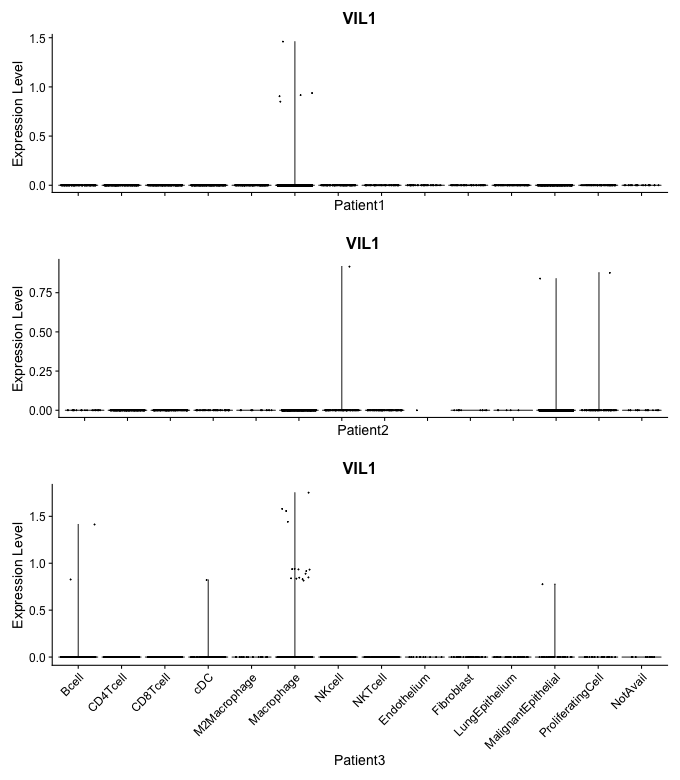 VIL1
Expression Level
1.5
1.0
0.5
0.0
Patient1
VIL1
Expression Level
0.75
0.50
0.25
0.00
Patient2
VIL1
Expression Level
1.5
1.0
0.5
0.0
Bcell
CD4Tcell
CD8Tcell
cDC
M2Macrophage
Macrophage
NKcell
NKTcell
Endothelium
Fibroblast
LungEpithelium
MalignantEpithelial
ProliferatingCell
NotAvail
Patient3